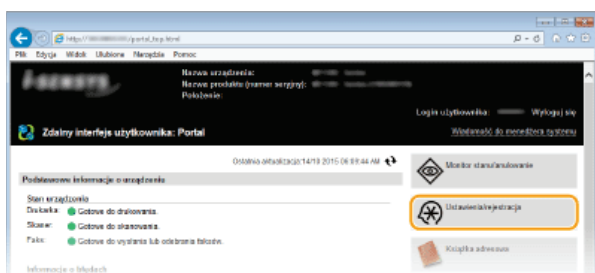 http:// /portal_top.html
Plik Edycja Widok Ulubione Narzędzia Pomoc
Nazwa urządzenia:
Nazwa produktu (numer seryjny):
Położenie:
Login użytkownika: Wyloguj się
Zdalny interfejs użytkownika: Portal
Wiadomość do menedżera systemu
Ostatnia aktualizacja:14/10 2015 06:09:44 AM
Podstawowe informacje o urządzeniu
Monitor stanu/anulowanie
Stan urządzenia
Drukarka: Gotowe do drukowania.
Skaner: Gotowe do skanowania.
Faks: Gotowe do wysłania lub odebrania faksów.
Ustawienia/rejestracja
Książka adresowa
Informacje o błędach